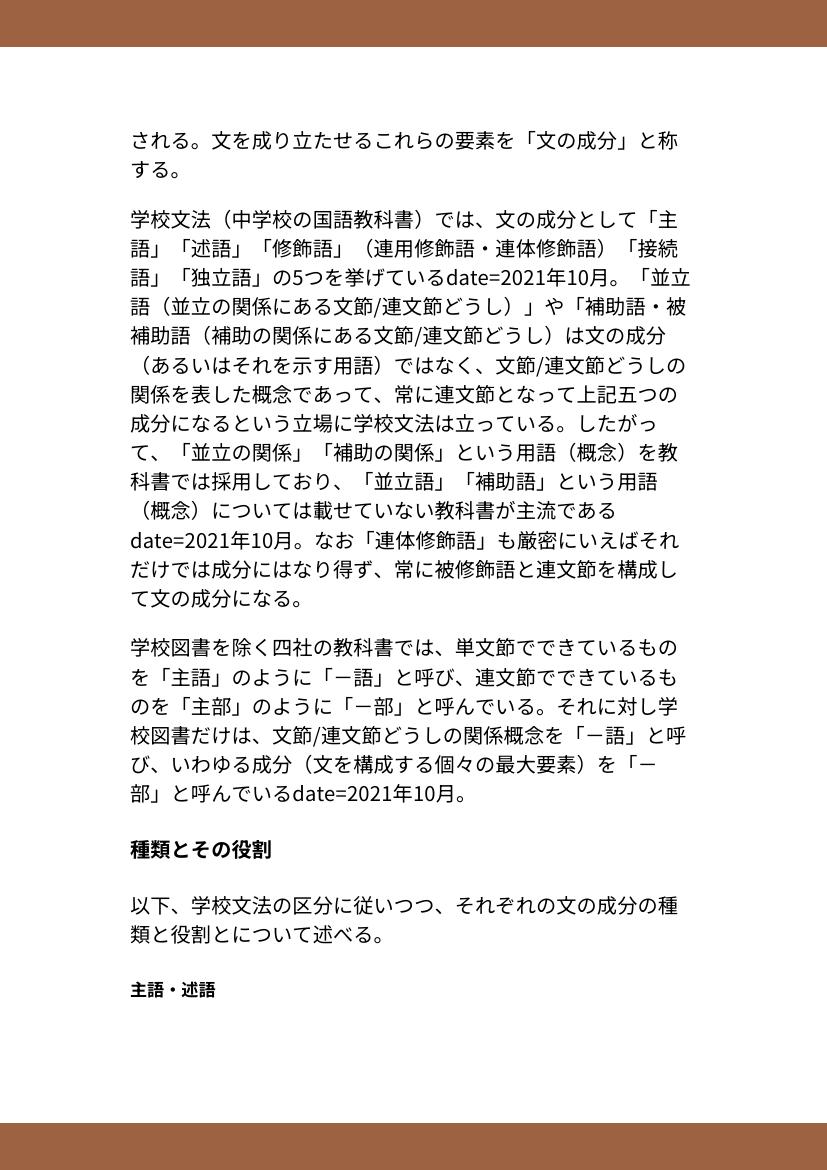 される。文を成り立たせるこれらの要素を「文の成分」と称
する。
学校文法（中学校の国語教科書）では、文の成分として「主
語」「述語」「修飾語」（連用修飾語・連体修飾語）「接続
語」「独立語」の5つを挙げているdate=2021年10月。「並立
語（並立の関係にある文節/連文節どうし）」や「補助語・被
補助語（補助の関係にある文節/連文節どうし）は文の成分
（あるいはそれを示す用語）ではなく、文節/連文節どうしの
関係を表した概念であって、常に連文節となって上記五つの
成分になるという立場に学校文法は立っている。したがっ
て、「並立の関係」「補助の関係」という用語（概念）を教
科書では採用しており、「並立語」「補助語」という用語
（概念）については載せていない教科書が主流である
date=2021年10月。なお「連体修飾語」も厳密にいえばそれ
だけでは成分にはなり得ず、常に被修飾語と連文節を構成し
て文の成分になる。
学校図書を除く四社の教科書では、単文節でできているもの
を「主語」のように「－語」と呼び、連文節でできているも
のを「主部」のように「－部」と呼んでいる。それに対し学
校図書だけは、文節/連文節どうしの関係概念を「－語」と呼
び、いわゆる成分（文を構成する個々の最大要素）を「－
部」と呼んでいるdate=2021年10月。
種類とその役割
以下、学校文法の区分に従いつつ、それぞれの文の成分の種
類と役割とについて述べる。
主語・述語